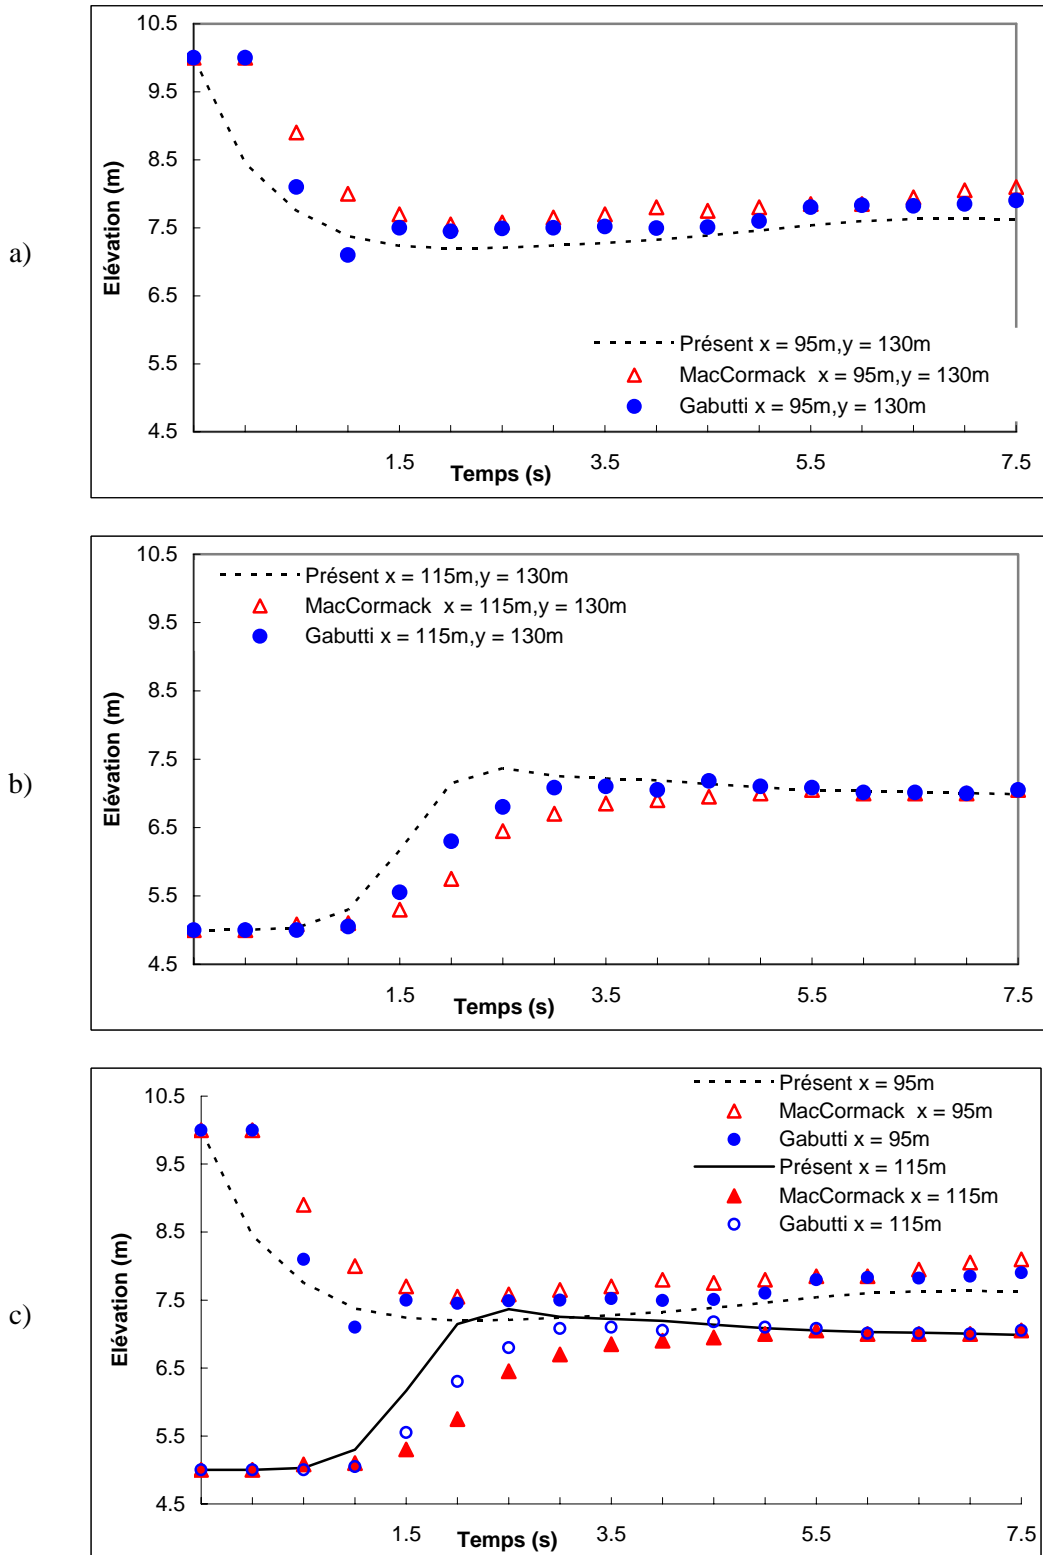 a)
10.5
9.5
8.5
7.5
6.5
5.5
4.5
Elévation (m)
Présent x = 95m,y = 130m
MacCormack x = 95m,y = 130m
Gabutti x = 95m,y = 130m
1.5 3.5 5.5 7.5
Temps (s)
b)
10.5
9.5
8.5
7.5
6.5
5.5
4.5
Elévation (m)
Présent x = 115m,y = 130m
MacCormack x = 115m,y = 130m
Gabutti x = 115m,y = 130m
1.5 3.5 5.5 7.5
Temps (s)
c)
10.5
9.5
8.5
7.5
6.5
5.5
4.5
Elévation (m)
Présent x = 95m
MacCormack x = 95m
Gabutti x = 95m
Présent x = 115m
MacCormack x = 115m
Gabutti x = 115m
1.5 3.5 5.5 7.5
Temps (s)